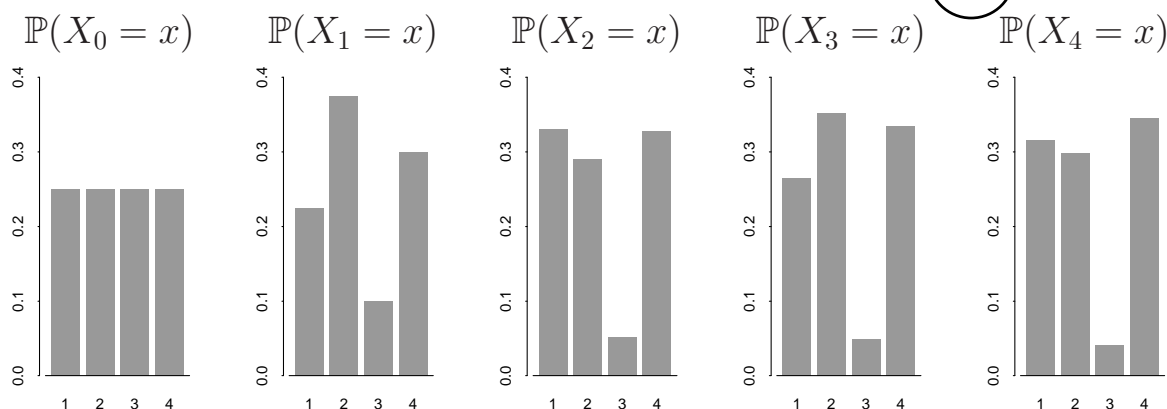 ℙ(X₀ = x) ℙ(X₁ = x) ℙ(X₂ = x) ℙ(X₃ = x) ℙ(X₄ = x)
0.4 0.4 0.4 0.4 0.4
0.3 0.3 0.3 0.3 0.3
0.2 0.2 0.2 0.2 0.2
0.1 0.1 0.1 0.1 0.1
0.0 0.0 0.0 0.0 0.0
1 2 3 4 1 2 3 4 1 2 3 4 1 2 3 4 1 2 3 4